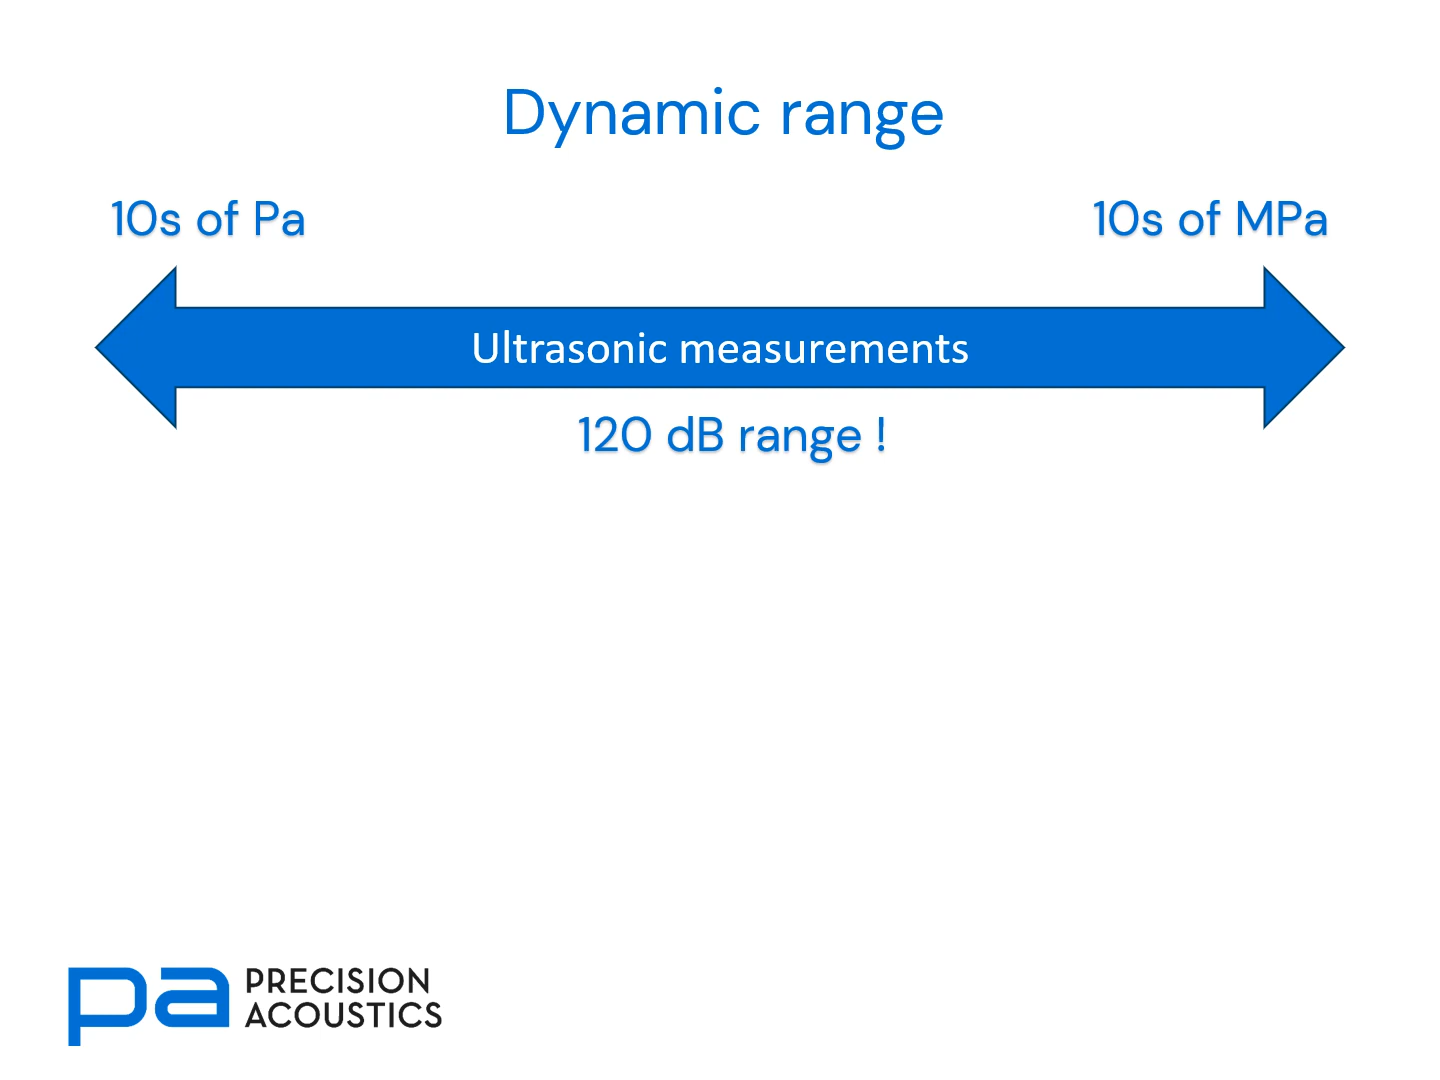 Dynamic range
10s of Pa
10s of MPa
Ultrasonic measurements
120 dB range !
pa PRECISION
ACOUSTICS